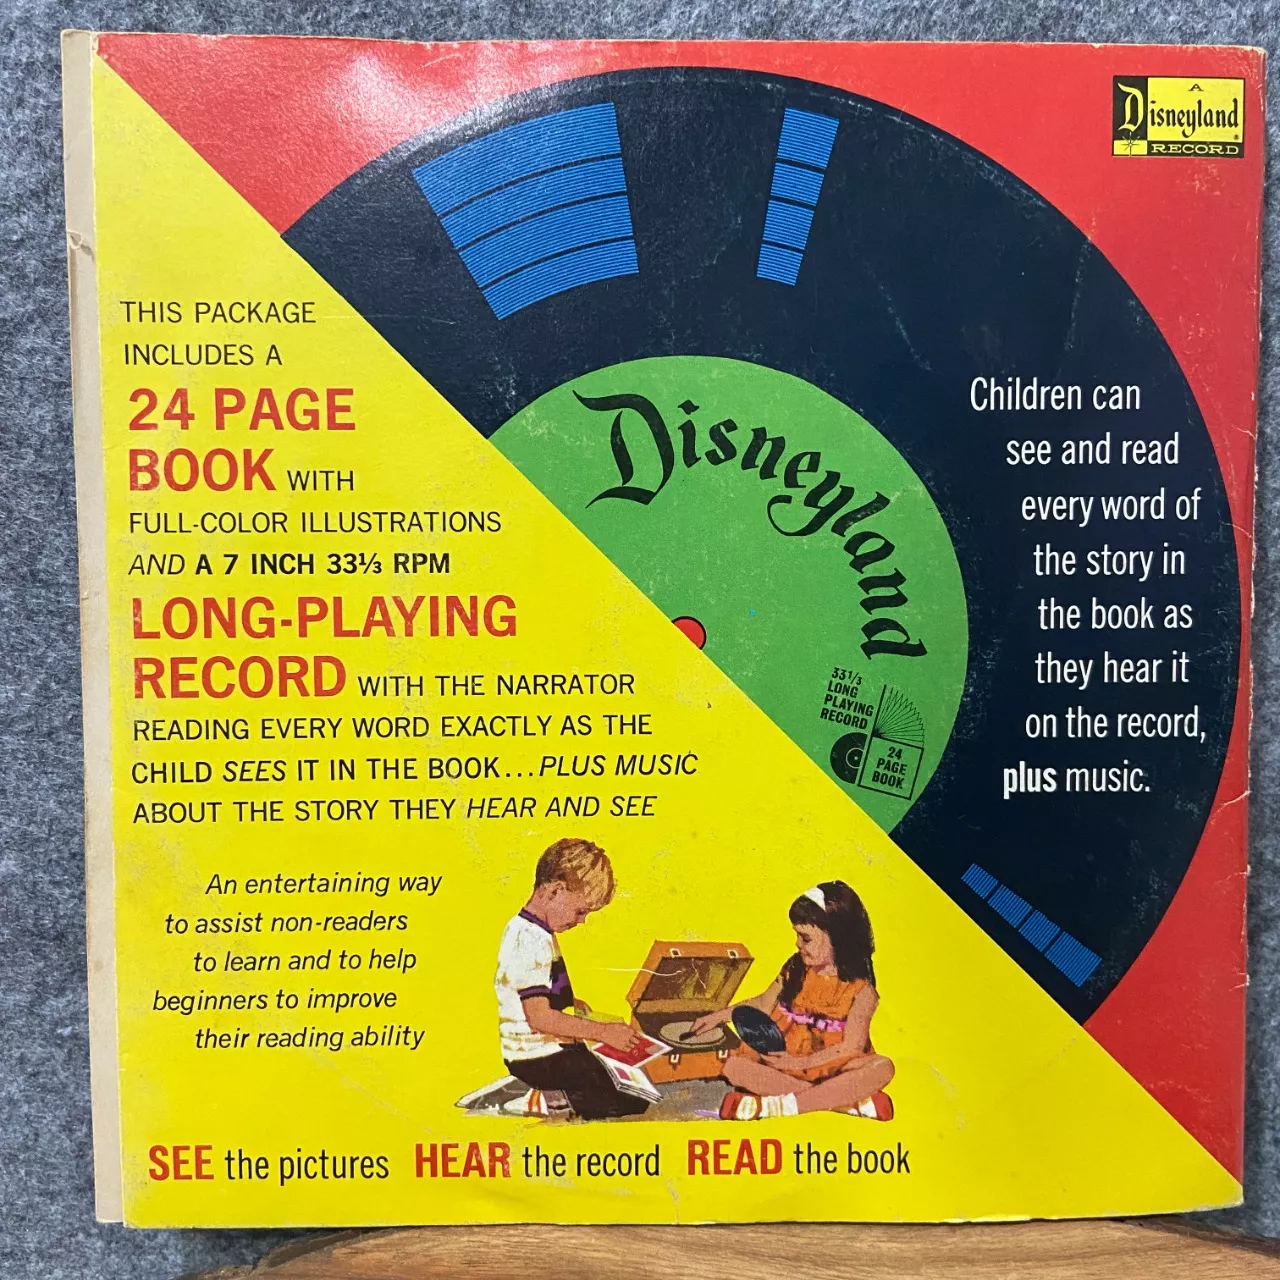 A
Disneyland
RECORD
THIS PACKAGE
INCLUDES A
24 PAGE
BOOK WITH
FULL-COLOR ILLUSTRATIONS
AND A 7 INCH 33⅓ RPM
LONG-PLAYING
RECORD WITH THE NARRATOR
READING EVERY WORD EXACTLY AS THE
CHILD SEES IT IN THE BOOK...PLUS MUSIC
ABOUT THE STORY THEY HEAR AND SEE
Disneyland
33⅓
LONG
PLAYING
RECORD
24
PAGE
BOOK
Children can
see and read
every word of
the story in
the book as
they hear it
on the record,
plus music.
An entertaining way
to assist non-readers
to learn and to help
beginners to improve
their reading ability
SEE the pictures HEAR the record READ the book